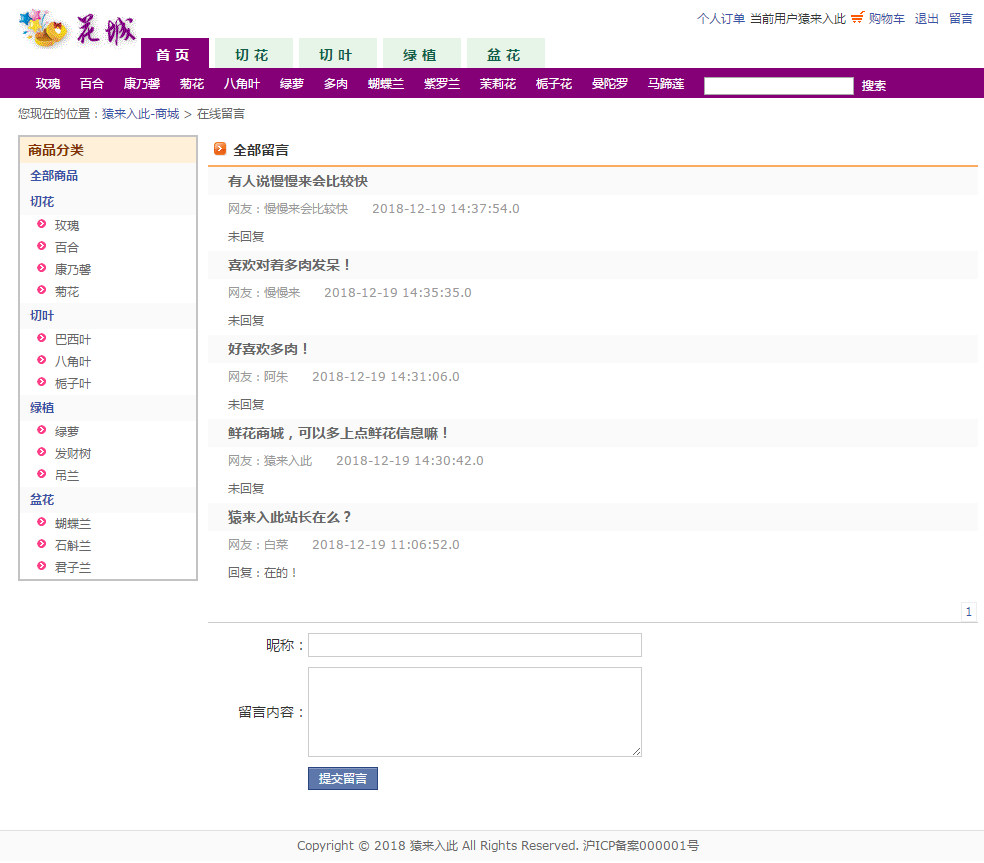 花城
个人订单 当前用户猿来入此 购物车 退出 留言
首 页 切 花 切 叶 绿 植 盆 花
玫瑰 百合 康乃馨 菊花 八角叶 绿萝 多肉 蝴蝶兰 紫罗兰 茉莉花 栀子花 曼陀罗 马蹄莲 搜索
您现在的位置：猿来入此-商城 > 在线留言
商品分类
全部商品
切花
玫瑰
百合
康乃馨
菊花
切叶
巴西叶
八角叶
栀子叶
绿植
绿萝
发财树
吊兰
盆花
蝴蝶兰
石斛兰
君子兰
全部留言
有人说慢慢来会比较快
网友：慢慢来会比较快 2018-12-19 14:37:54.0
未回复
喜欢对着多肉发呆！
网友：慢慢来 2018-12-19 14:35:35.0
未回复
好喜欢多肉！
网友：阿朱 2018-12-19 14:31:06.0
未回复
鲜花商城，可以多上点鲜花信息嘛！
网友：猿来入此 2018-12-19 14:30:42.0
未回复
猿来入此站长在么？
网友：白菜 2018-12-19 11:06:52.0
回复：在的！
1
昵称：
留言内容：
提交留言
Copyright © 2018 猿来入此 All Rights Reserved. 沪ICP备案000001号